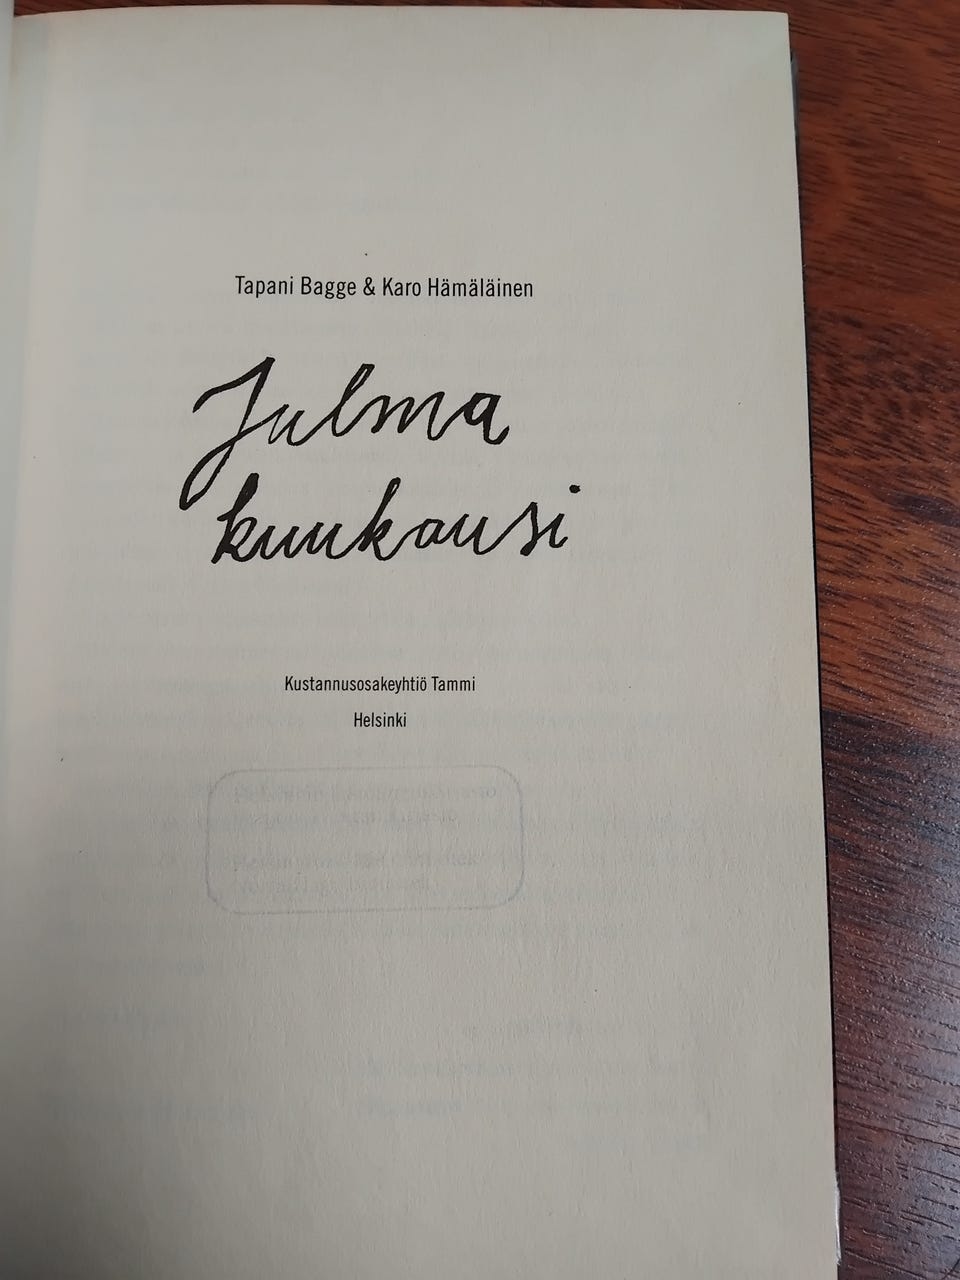 Tapani Bagge & Karo Hämäläinen
Julma
kuukausi
Kustannusosakeyhtiö Tammi
Helsinki